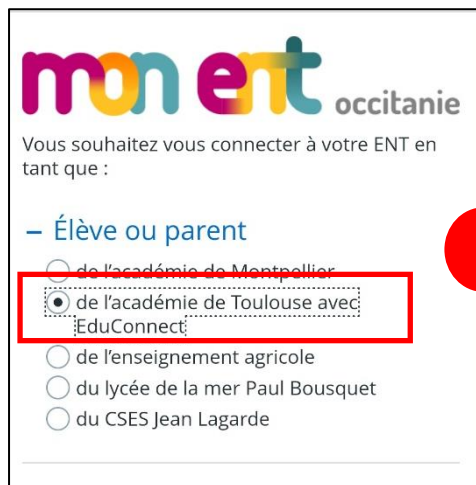 mon ent occitanie
Vous souhaitez vous connecter à votre ENT en
tant que :
– Élève ou parent
de l'académie de Montpellier
de l'académie de Toulouse avec
EduConnect
de l'enseignement agricole
du lycée de la mer Paul Bousquet
du CSES Jean Lagarde